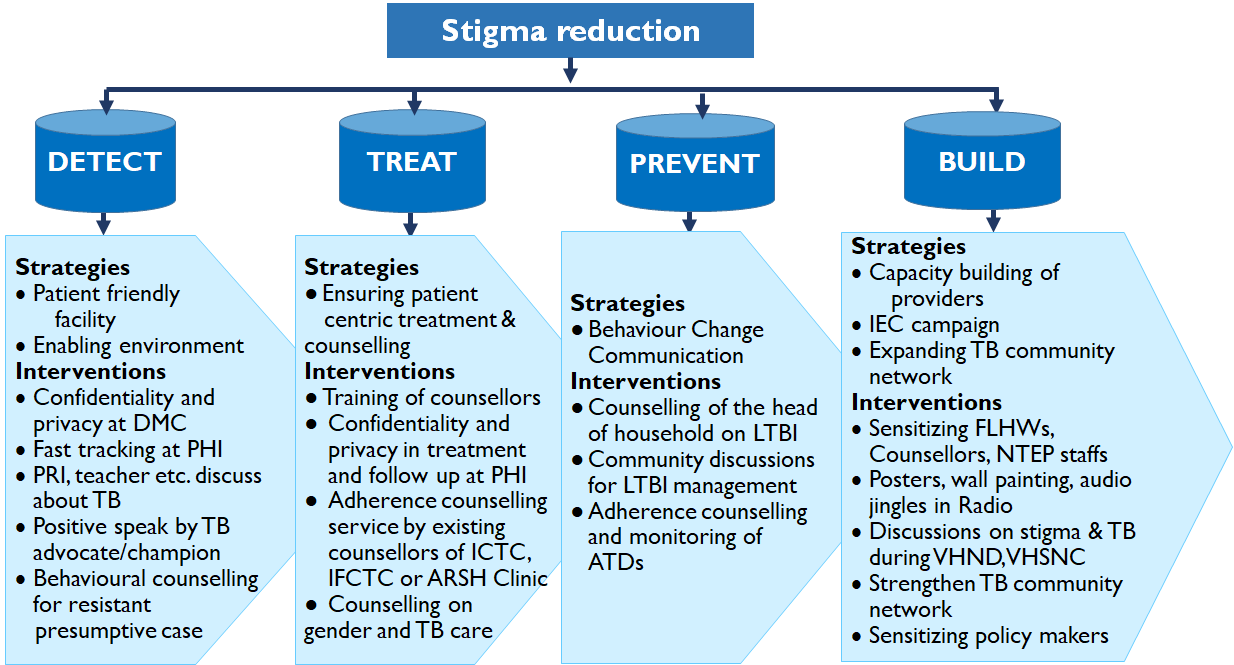 Stigma reduction
DETECT
Strategies
• Patient friendly
facility
• Enabling environment
Interventions
• Confidentiality and
privacy at DMC
• Fast tracking at PHI
• PRI, teacher etc. discuss
about TB
• Positive speak by TB
advocate/champion
• Behavioural counselling
for resistant
presumptive case
TREAT
Strategies
• Ensuring patient
centric treatment &
counselling
Interventions
• Training of counsellors
• Confidentiality and
privacy in treatment
and follow up at PHI
• Adherence counselling
service by existing
counsellors of ICTC,
IFCTC or ARSH Clinic
• Counselling on
gender and TB care
PREVENT
Strategies
• Behaviour Change
Communication
Interventions
• Counselling of the head
of household on LTBI
• Community discussions
for LTBI management
• Adherence counselling
and monitoring of
ATDs
BUILD
Strategies
• Capacity building of
providers
• IEC campaign
• Expanding TB community
network
Interventions
• Sensitizing FLHWs,
Counsellors, NTEP staffs
• Posters, wall painting, audio
jingles in Radio
• Discussions on stigma & TB
during VHND, VHSNC
• Strengthen TB community
network
• Sensitizing policy makers